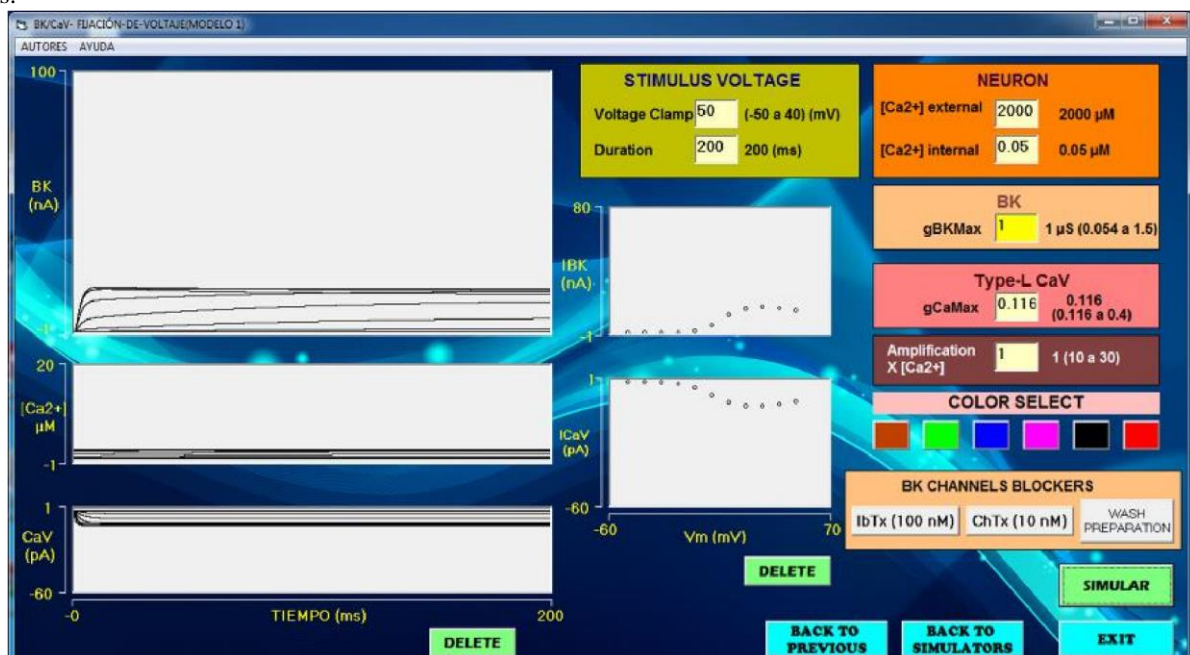 s.
BK/CaV- FIJACIÓN-DE-VOLTAJE(MODELO 1)
AUTORES AYUDA
100
BK
(nA)
-1
20
[Ca2+]
µM
-1
1
CaV
(pA)
-60
-0
TIEMPO (ms)
200
DELETE
STIMULUS VOLTAGE
Voltage Clamp 50 (-50 a 40) (mV)
Duration 200 200 (ms)
80
IBK
(nA)
-1
1
ICaV
(pA)
-60
-60
Vm (mV)
70
DELETE
NEURON
[Ca2+] external 2000 2000 µM
[Ca2+] internal 0.05 0.05 µM
BK
gBKMax 1 1 µS (0.054 a 1.5)
Type-L CaV
gCaMax 0.116 0.116
(0.116 a 0.4)
Amplification
X [Ca2+] 1 1 (10 a 30)
COLOR SELECT
BK CHANNELS BLOCKERS
IbTx (100 nM) ChTx (10 nM) WASH
PREPARATION
SIMULAR
BACK TO
PREVIOUS
BACK TO
SIMULATORS
EXIT